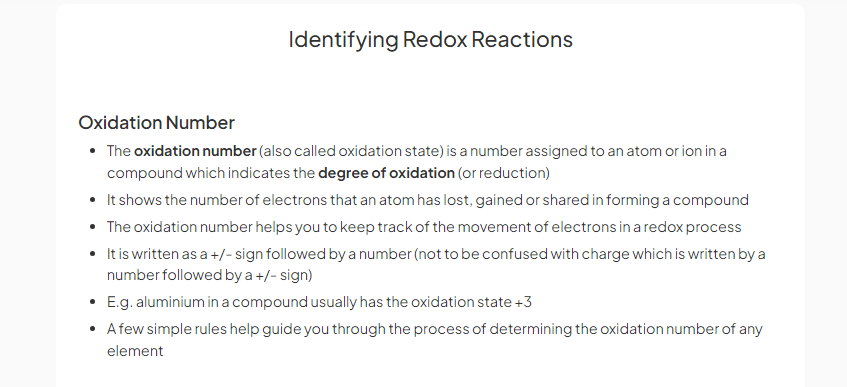 Identifying Redox Reactions
Oxidation Number
• The oxidation number (also called oxidation state) is a number assigned to an atom or ion in a
compound which indicates the degree of oxidation (or reduction)
• It shows the number of electrons that an atom has lost, gained or shared in forming a compound
• The oxidation number helps you to keep track of the movement of electrons in a redox process
• It is written as a +/- sign followed by a number (not to be confused with charge which is written by a
number followed by a +/- sign)
• E.g. aluminium in a compound usually has the oxidation state +3
• A few simple rules help guide you through the process of determining the oxidation number of any
element